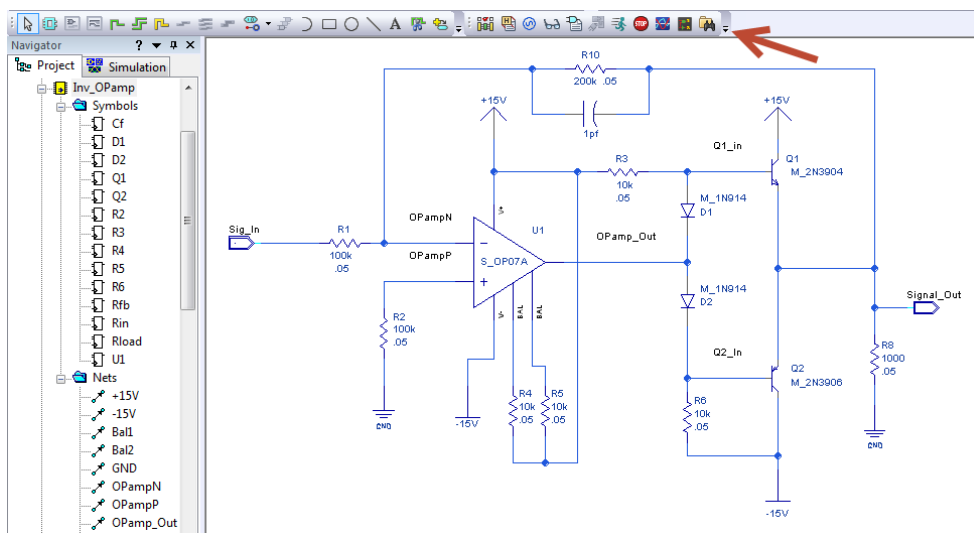 A
STOP
Navigator
?
Project
Simulation
Inv_OPamp
Symbols
Cf
D1
D2
Q1
Q2
R2
R3
R4
R5
R6
Rfb
Rin
Rload
U1
Nets
+15V
-15V
Bal1
Bal2
GND
OPampN
OPampP
OPamp_Out
R10
200k .05
1pf
+15V
+15V
Q1_in
Q1
M_2N3904
R3
10k
.05
M_1N914
D1
Sig_In
R1
100k
.05
OPampN
OPampP
V+
U1
S_OP07A
V-
BAL
BAL
OPamp_Out
M_1N914
D2
Signal_Out
R2
100k
.05
Q2_In
Q2
M_2N3906
R8
1000
.05
R4
10k
.05
R5
10k
.05
R6
10k
.05
GND
-15V
GND
-15V